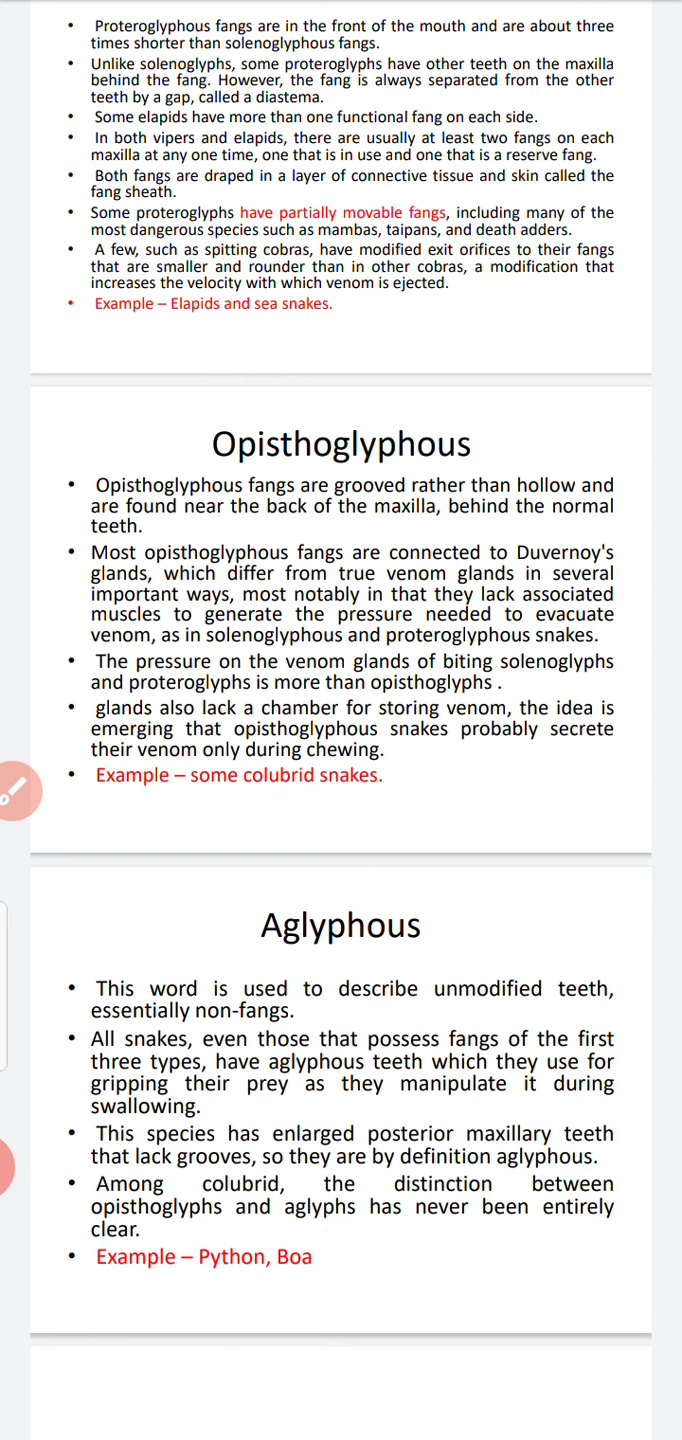 • Proteroglyphous fangs are in the front of the mouth and are about three
times shorter than solenoglyphous fangs.
• Unlike solenoglyphs, some proteroglyphs have other teeth on the maxilla
behind the fang. However, the fang is always separated from the other
teeth by a gap, called a diastema.
• Some elapids have more than one functional fang on each side.
• In both vipers and elapids, there are usually at least two fangs on each
maxilla at any one time, one that is in use and one that is a reserve fang.
• Both fangs are draped in a layer of connective tissue and skin called the
fang sheath.
• Some proteroglyphs have partially movable fangs, including many of the
most dangerous species such as mambas, taipans, and death adders.
• A few, such as spitting cobras, have modified exit orifices to their fangs
that are smaller and rounder than in other cobras, a modification that
increases the velocity with which venom is ejected.
• Example – Elapids and sea snakes.
Opisthoglyphous
• Opisthoglyphous fangs are grooved rather than hollow and
are found near the back of the maxilla, behind the normal
teeth.
• Most opisthoglyphous fangs are connected to Duvernoy's
glands, which differ from true venom glands in several
important ways, most notably in that they lack associated
muscles to generate the pressure needed to evacuate
venom, as in solenoglyphous and proteroglyphous snakes.
• The pressure on the venom glands of biting solenoglyphs
and proteroglyphs is more than opisthoglyphs .
• glands also lack a chamber for storing venom, the idea is
emerging that opisthoglyphous snakes probably secrete
their venom only during chewing.
• Example – some colubrid snakes.
Aglyphous
• This word is used to describe unmodified teeth,
essentially non-fangs.
• All snakes, even those that possess fangs of the first
three types, have aglyphous teeth which they use for
gripping their prey as they manipulate it during
swallowing.
• This species has enlarged posterior maxillary teeth
that lack grooves, so they are by definition aglyphous.
• Among colubrid, the distinction between
opisthoglyphs and aglyphs has never been entirely
clear.
• Example – Python, Boa